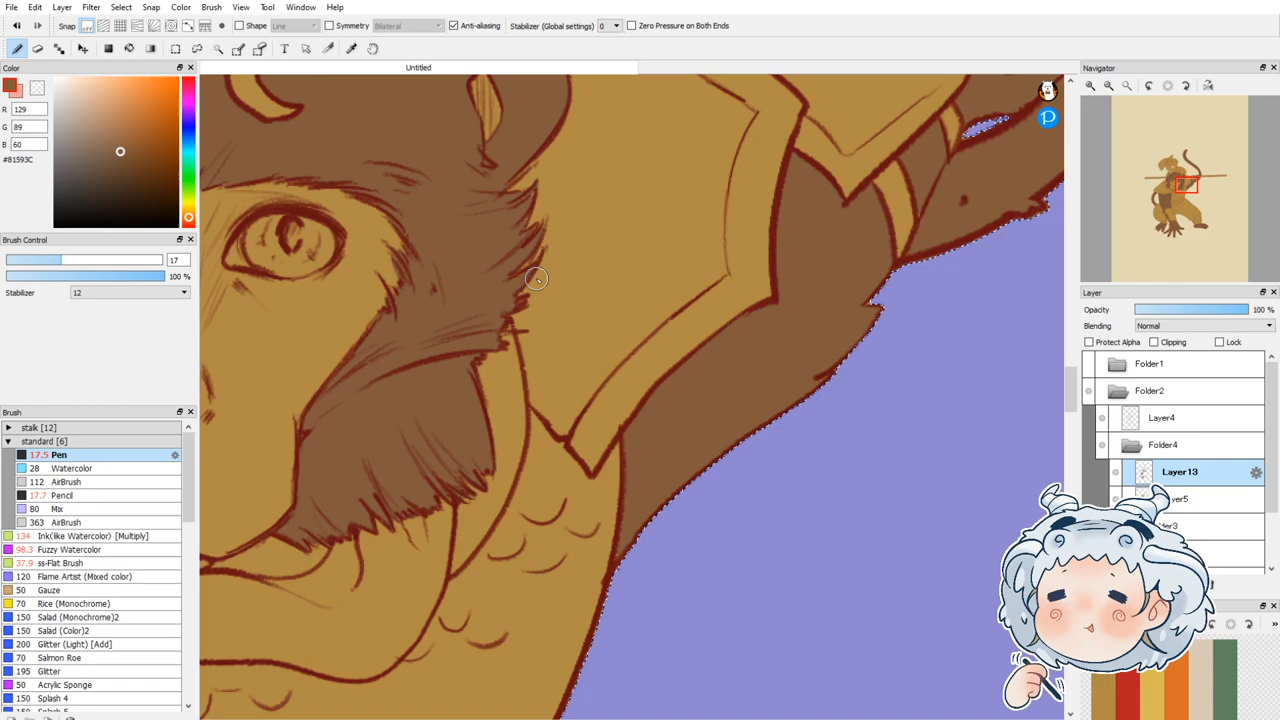 File Edit Layer Filter Select Snap Color Brush View Tool Window Help
Snap Shape Line Symmetry Bilateral Anti-aliasing Stabilizer (Global settings) 0 Zero Pressure on Both Ends
Color
Untitled
Navigator
R 129
G 89
B 60
#81593C
Brush Control
17
100 %
Stabilizer 12
Layer
Opacity 100 %
Blending Normal
Protect Alpha Clipping Lock
Folder1
Folder2
Layer4
Folder4
Layer13
ayer5
Brush
stalk [12]
standard [6]
17.5 Pen
28 Watercolor
112 AirBrush
17.7 Pencil
80 Mix
363 AirBrush
134 Ink(like Watercolor) [Multiply]
98.3 Fuzzy Watercolor
37.9 ss-Flat Brush
120 Flame Artist (Mixed color)
50 Gauze
70 Rice (Monochrome)
150 Salad (Monochrome)2
150 Salad (Color)2
200 Glitter (Light) [Add]
70 Salmon Roe
195 Glitter
50 Acrylic Sponge
150 Splash 4